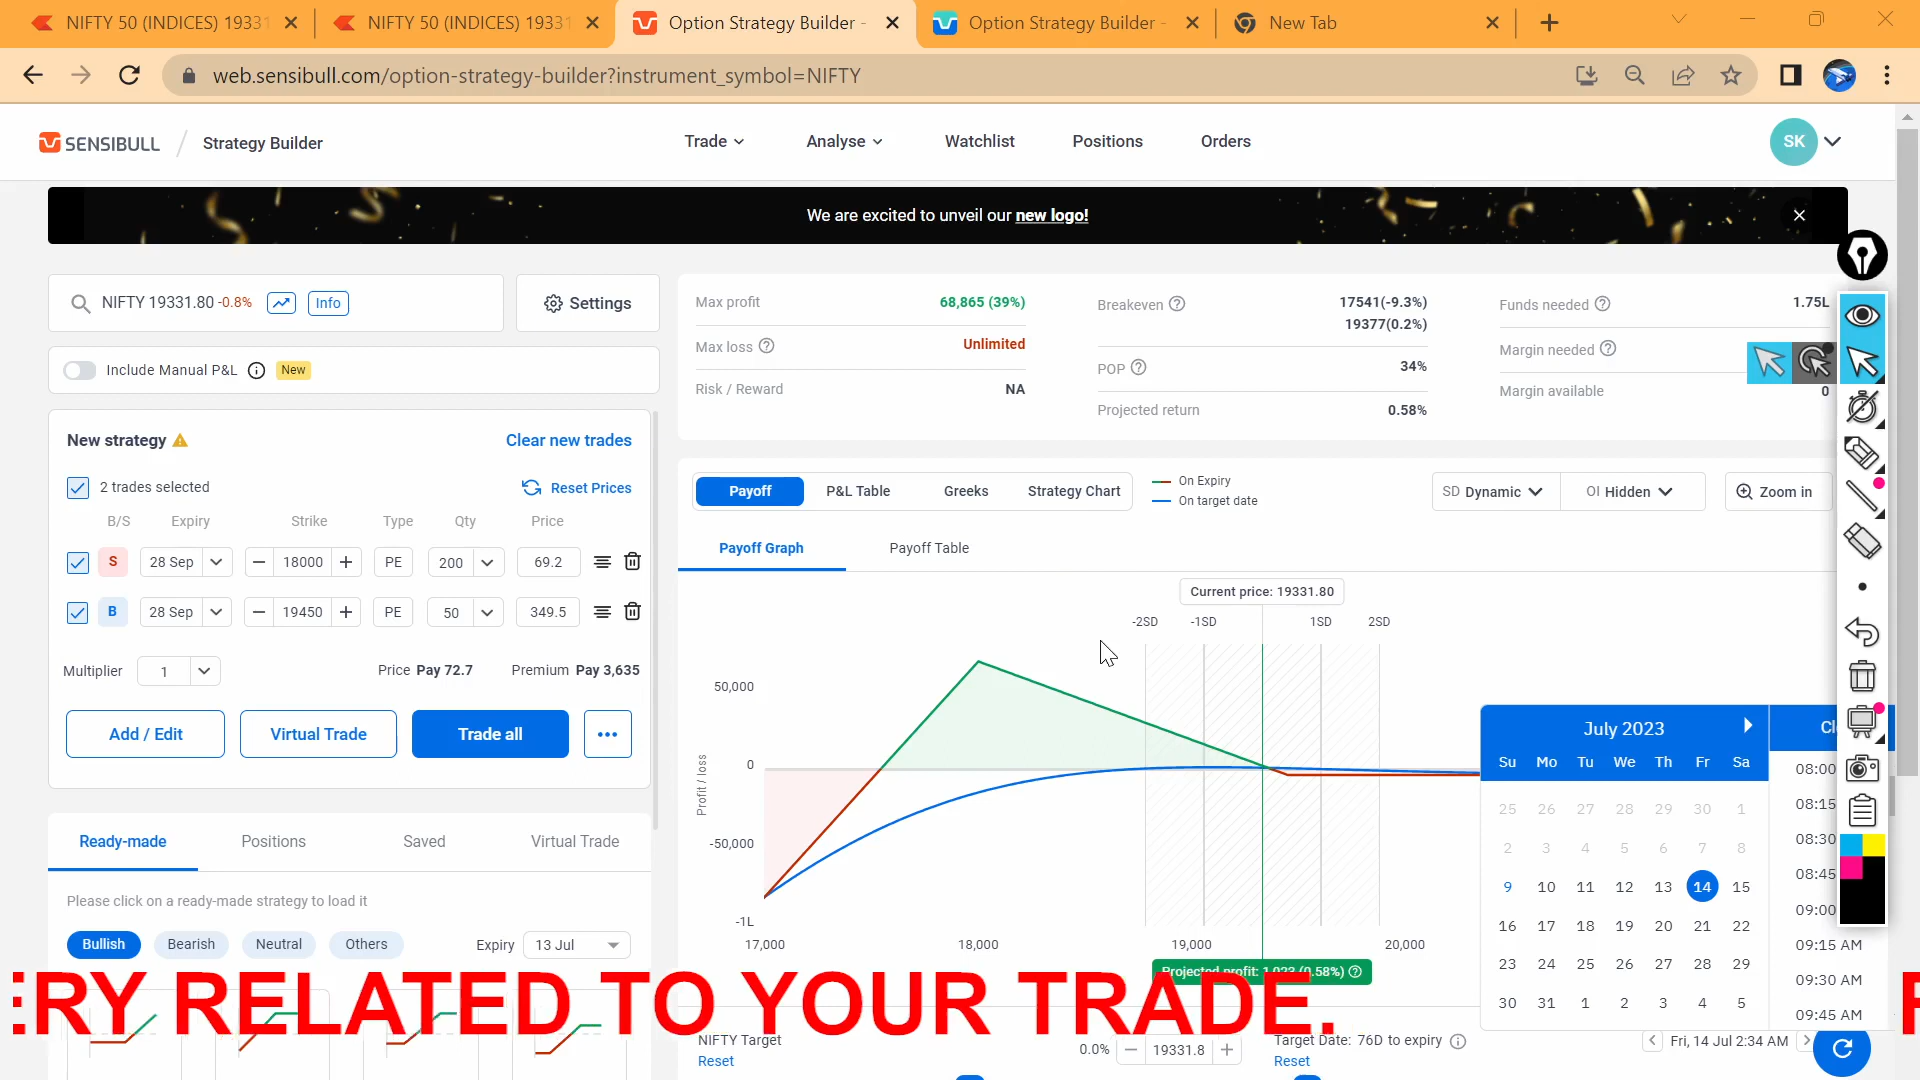 NIFTY 50 (INDICES) 19331
NIFTY 50 (INDICES) 19331
Option Strategy Builder -
Option Strategy Builder -
New Tab
web.sensibull.com/option-strategy-builder?instrument_symbol=NIFTY
SENSIBULL / Strategy Builder
Trade
Analyse
Watchlist
Positions
Orders
SK
We are excited to unveil our new logo!
NIFTY 19331.80 -0.8%
Info
Settings
Include Manual P&L
New
New strategy
Clear new trades
2 trades selected
Reset Prices
B/S Expiry Strike Type Qty Price
S 28 Sep 18000 PE 200 69.2
B 28 Sep 19450 PE 50 349.5
Multiplier 1 Price Pay 72.7 Premium Pay 3,635
Add / Edit
Virtual Trade
Trade all
Ready-made
Positions
Saved
Virtual Trade
Please click on a ready-made strategy to load it
Bullish
Bearish
Neutral
Others
Expiry 13 Jul
Max profit 68,865 (39%)
Max loss Unlimited
Risk / Reward NA
Breakeven 17541(-9.3%)
19377(0.2%)
POP 34%
Projected return 0.58%
Funds needed 1.75L
Margin needed
Margin available 0
Payoff
P&L Table
Greeks
Strategy Chart
On Expiry
On target date
SD Dynamic
OI Hidden
Zoom in
Payoff Graph
Payoff Table
Current price: 19331.80
-2SD -1SD 1SD 2SD
Profit / loss
50,000
0
-50,000
-1L
17,000 18,000 19,000 20,000
Projected profit: 1,023 (0.58%)
July 2023
Su Mo Tu We Th Fr Sa
25 26 27 28 29 30 1
2 3 4 5 6 7 8
9 10 11 12 13 14 15
16 17 18 19 20 21 22
23 24 25 26 27 28 29
30 31 1 2 3 4 5
08:00
08:15
08:30
08:45
09:00
09:15 AM
09:30 AM
09:45 AM
RY RELATED TO YOUR TRADE.
NIFTY Target
Reset
0.0% 19331.8
Target Date: 76D to expiry
Reset
Fri, 14 Jul 2:34 AM